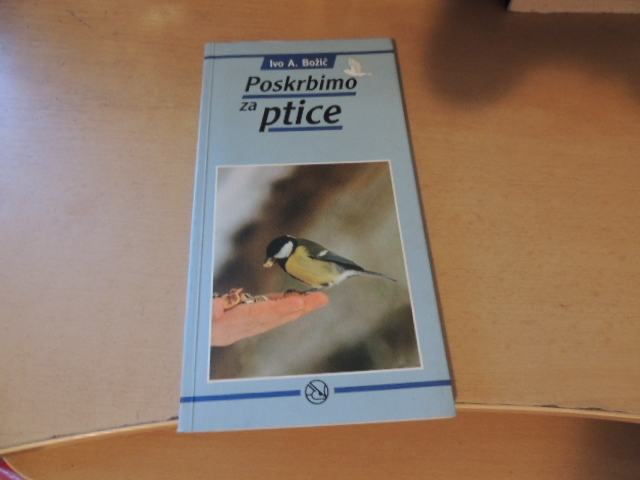 Ivo A. Božič
Poskrbimo
za ptice